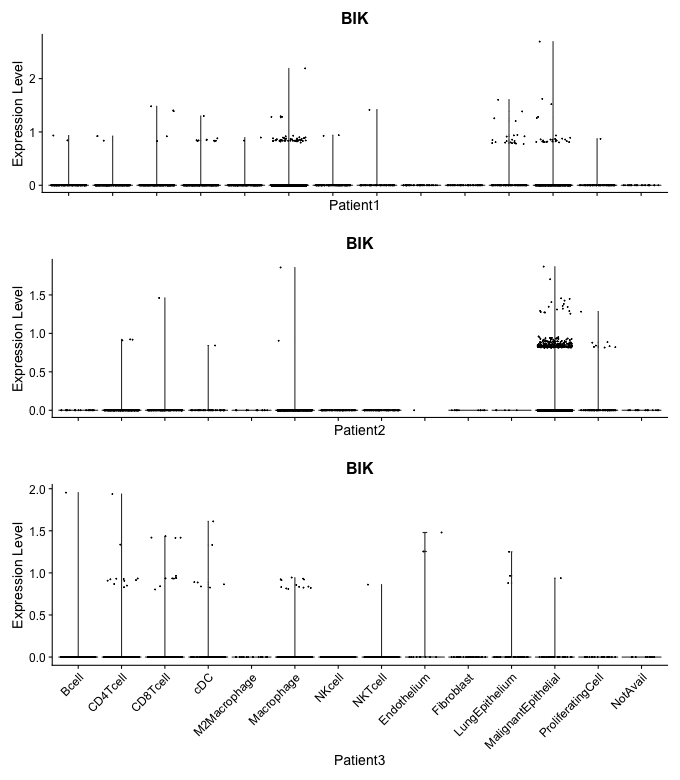 BIK
Expression Level
2
1
0
Patient1
BIK
Expression Level
1.5
1.0
0.5
0.0
Patient2
BIK
Expression Level
2.0
1.5
1.0
0.5
0.0
Bcell
CD4Tcell
CD8Tcell
cDC
M2Macrophage
Macrophage
NKcell
NKTcell
Endothelium
Fibroblast
LungEpithelium
MalignantEpithelial
ProliferatingCell
NotAvail
Patient3